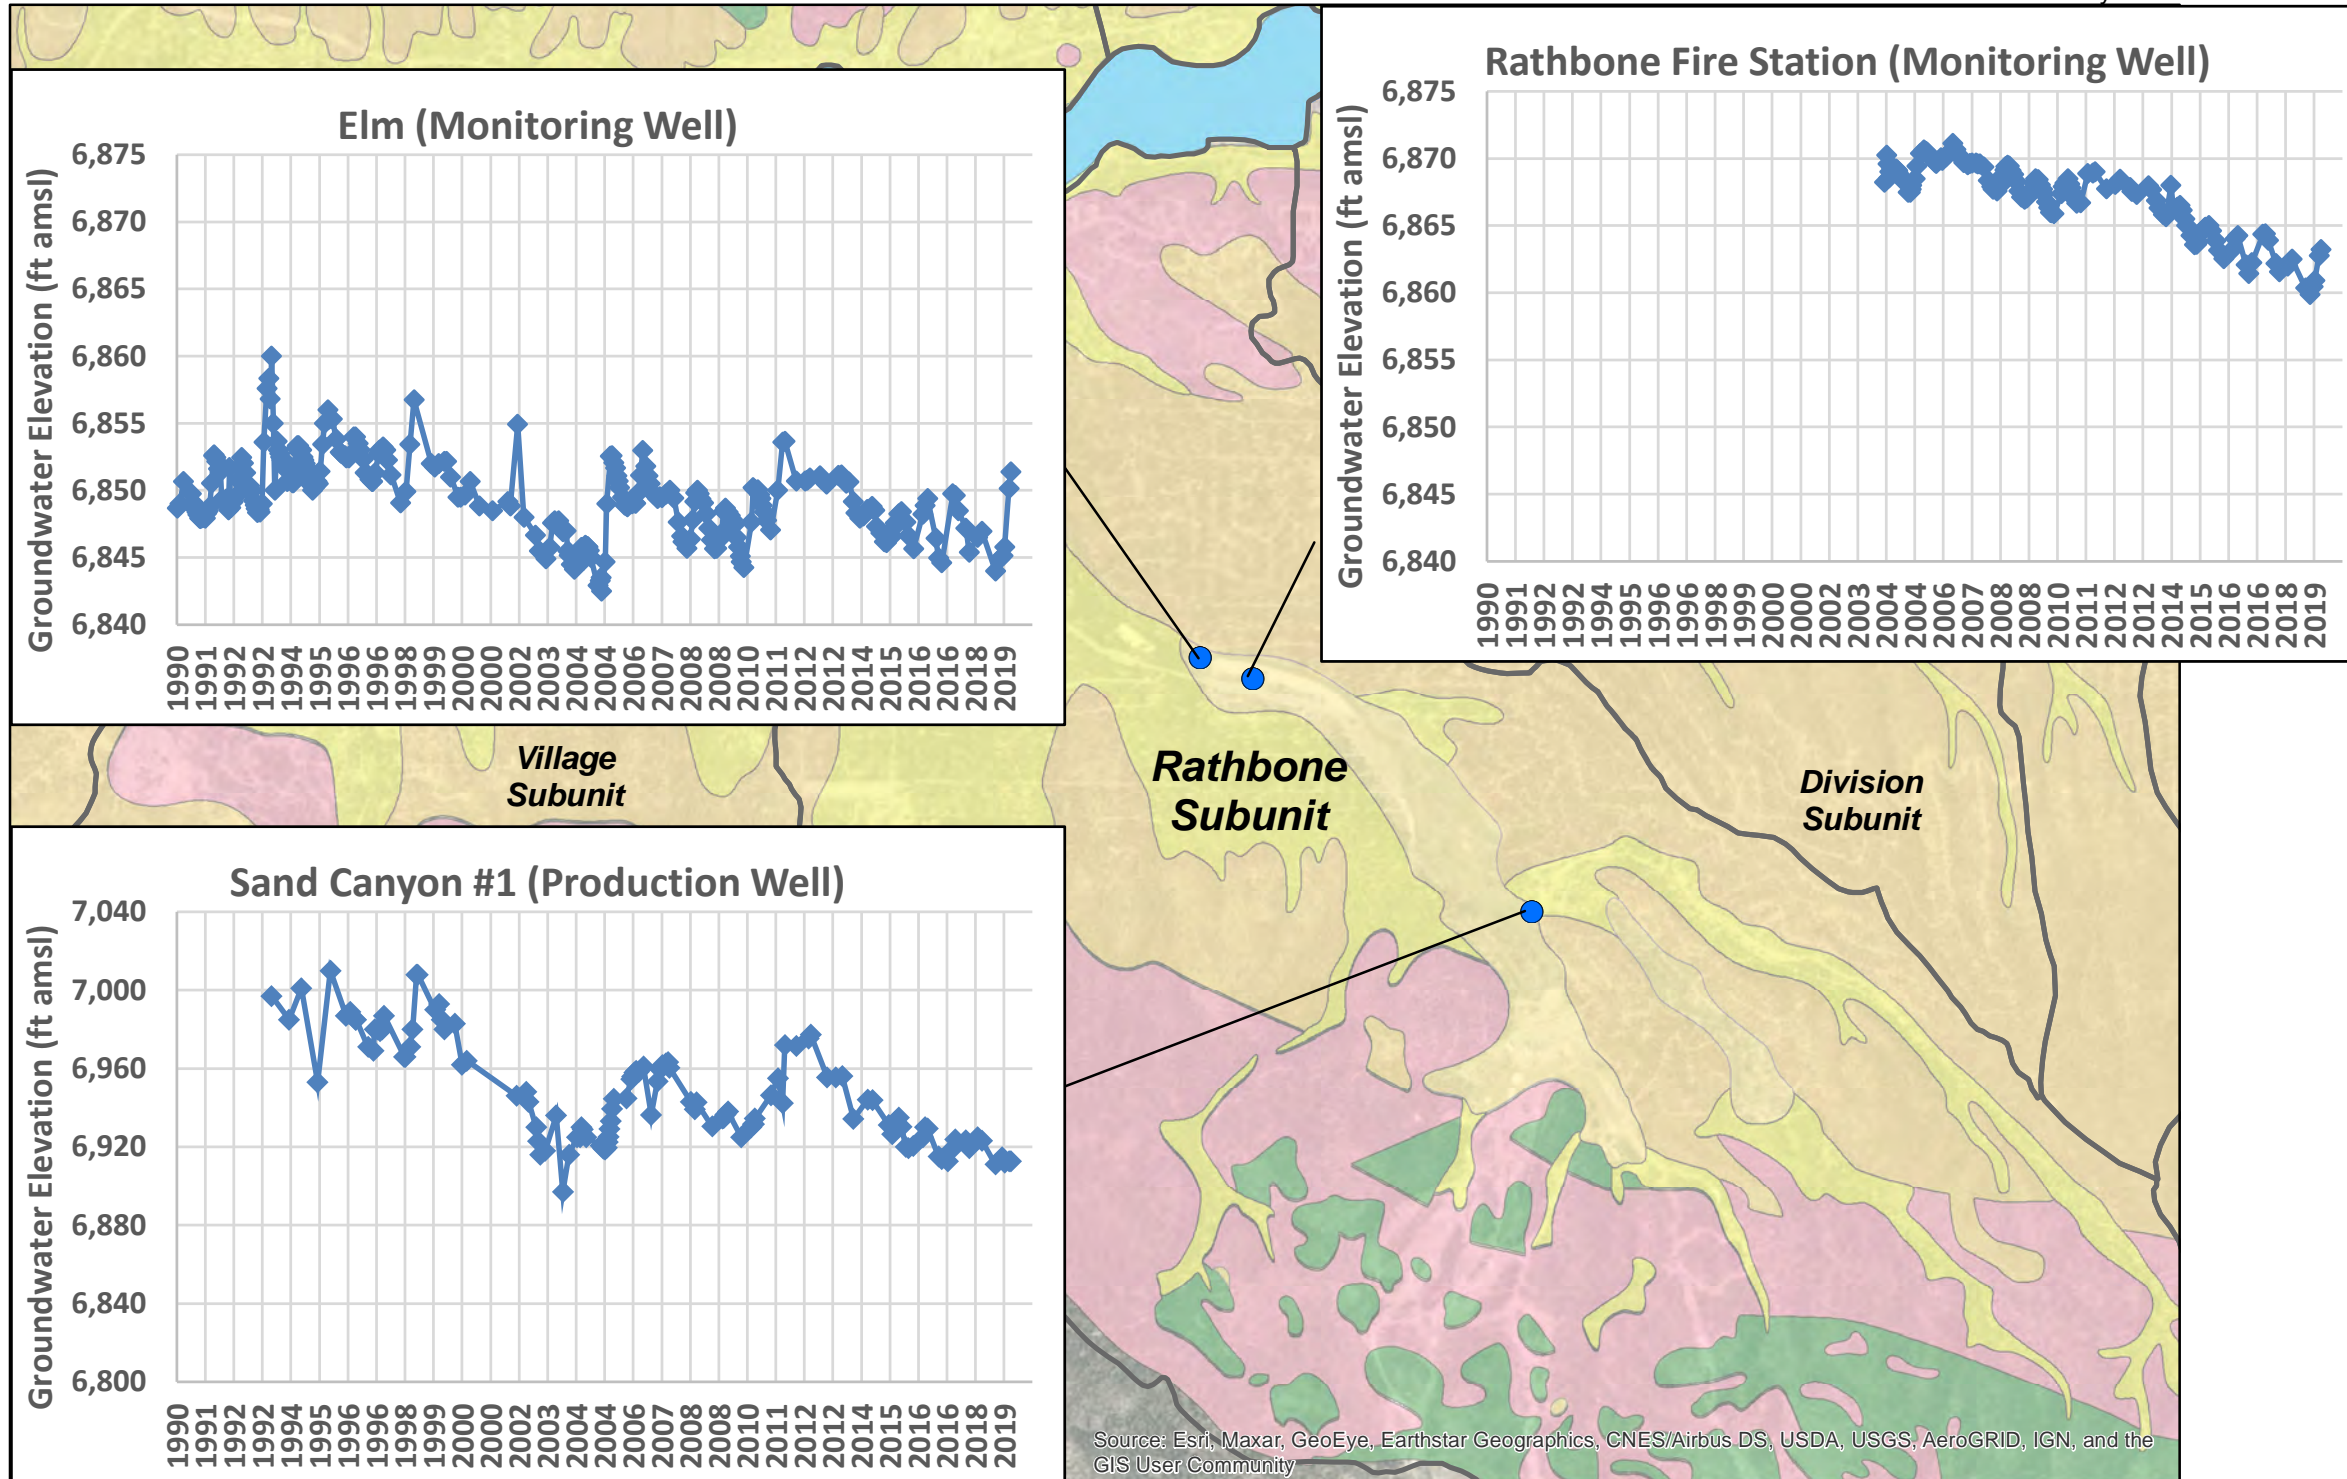 Elm (Monitoring Well)
Groundwater Elevation (ft amsl)
6,875
6,870
6,865
6,860
6,855
6,850
6,845
6,840
1990 1991 1992 1992 1994 1995 1996 1996 1998 1999 2000 2000 2002 2003 2004 2004 2006 2007 2008 2008 2010 2011 2012 2012 2014 2015 2016 2016 2018 2019
Rathbone Fire Station (Monitoring Well)
Groundwater Elevation (ft amsl)
6,875
6,870
6,865
6,860
6,855
6,850
6,845
6,840
1990 1991 1992 1992 1994 1995 1996 1996 1998 1999 2000 2000 2002 2003 2004 2004 2006 2007 2008 2008 2010 2011 2012 2012 2014 2015 2016 2016 2018 2019
Village
Subunit
Rathbone
Subunit
Division
Subunit
Sand Canyon #1 (Production Well)
Groundwater Elevation (ft amsl)
7,040
7,000
6,960
6,920
6,880
6,840
6,800
1990 1991 1992 1992 1994 1995 1996 1996 1998 1999 2000 2000 2002 2003 2004 2004 2006 2007 2008 2008 2010 2011 2012 2012 2014 2015 2016 2016 2018 2019
Source: Esri, Maxar, GeoEye, Earthstar Geographics, CNES/Airbus DS, USDA, USGS, AeroGRID, IGN, and the
GIS User Community